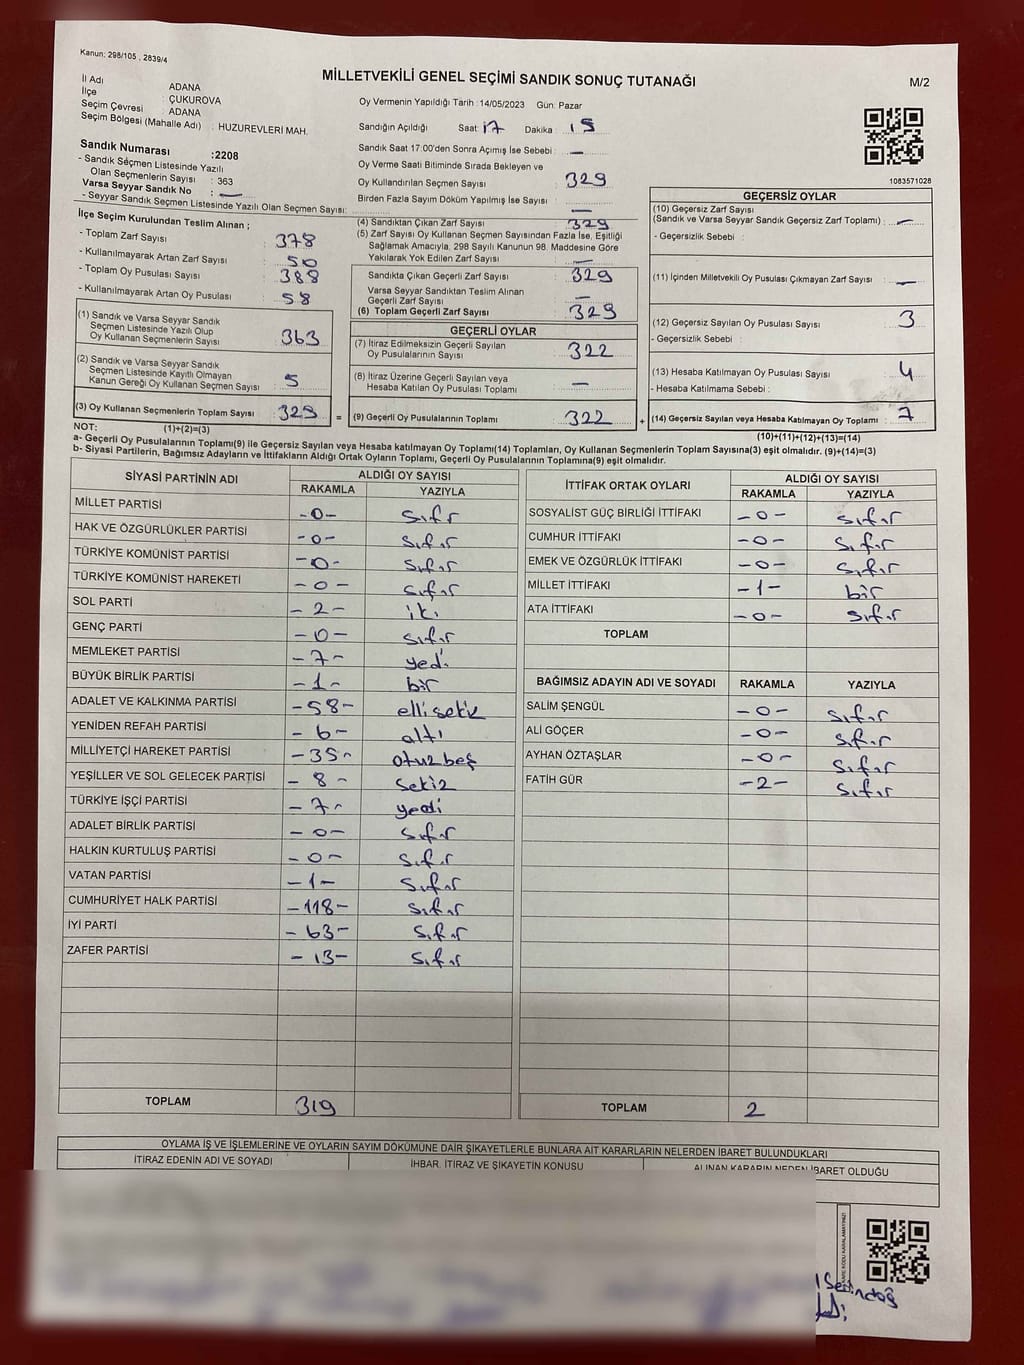 Kanun: 298/105 , 2839/4
MİLLETVEKİLİ GENEL SEÇİMİ SANDIK SONUÇ TUTANAĞI
M/2
İl Adı : ADANA
İlçe : ÇUKUROVA
Seçim Çevresi : ADANA
Seçim Bölgesi (Mahalle Adı) : HUZUREVLERİ MAH.
Sandık Numarası :2208
- Sandık Seçmen Listesinde Yazılı
Olan Seçmenlerin Sayısı : 363
Varsa Seyyar Sandık No : —
- Seyyar Sandık Seçmen Listesinde Yazılı Olan Seçmen Sayısı:
Oy Vermenin Yapıldığı Tarih : 14/05/2023 Gün: Pazar
Sandığın Açıldığı Saat : 17 Dakika : 15
Sandık Saat 17:00'den Sonra Açımış İse Sebebi : —
Oy Verme Saati Bitiminde Sırada Bekleyen ve
Oy Kullandırılan Seçmen Sayısı : 329
Birden Fazla Sayım Döküm Yapılmış İse Sayısı : —
1083571028
İlçe Seçim Kurulundan Teslim Alınan ;
- Toplam Zarf Sayısı : 378
- Kullanılmayarak Artan Zarf Sayısı : 50
- Toplam Oy Pusulası Sayısı : 388
- Kullanılmayarak Artan Oy Pusulası : 58
(1) Sandık ve Varsa Seyyar Sandık
Seçmen Listesinde Yazılı Olup
Oy Kullanan Seçmenlerin Sayısı : 363
(2) Sandık ve Varsa Seyyar Sandık
Seçmen Listesinde Kayıtlı Olmayan
Kanun Gereği Oy Kullanan Seçmen Sayısı : 5
(3) Oy Kullanan Seçmenlerin Toplam Sayısı : 329 =
(4) Sandıktan Çıkan Zarf Sayısı : 329
(5) Zarf Sayısı Oy Kullanan Seçmen Sayısından Fazla İse, Eşitliği
Sağlamak Amacıyla, 298 Sayılı Kanunun 98. Maddesine Göre
Yakılarak Yok Edilen Zarf Sayısı : —
Sandıkta Çıkan Geçerli Zarf Sayısı : 329
Varsa Seyyar Sandıktan Teslim Alınan
Geçerli Zarf Sayısı : —
(6) Toplam Geçerli Zarf Sayısı : 329
GEÇERLİ OYLAR
(7) İtiraz Edilmeksizin Geçerli Sayılan
Oy Pusulalarının Sayısı : 322
(8) İtiraz Üzerine Geçerli Sayılan veya
Hesaba Katılan Oy Pusulaları Toplamı : —
(9) Geçerli Oy Pusulalarının Toplamı : 322 +
GEÇERSİZ OYLAR
(10) Geçersiz Zarf Sayısı
(Sandık ve Varsa Seyyar Sandık Geçersiz Zarf Toplamı) : —
- Geçersizlik Sebebi :
(11) İçinden Milletvekili Oy Pusulası Çıkmayan Zarf Sayısı : —
(12) Geçersiz Sayılan Oy Pusulası Sayısı : 3
- Geçersizlik Sebebi :
(13) Hesaba Katılmayan Oy Pusulası Sayısı : 4
- Hesaba Katılmama Sebebi :
(14) Geçersiz Sayılan veya Hesaba Katılmayan Oy Toplamı : 7
NOT: (1)+(2)=(3) (10)+(11)+(12)+(13)=(14)
a- Geçerli Oy Pusulalarının Toplamı(9) ile Geçersiz Sayılan veya Hesaba katılmayan Oy Toplamı(14) Toplamları, Oy Kullanan Seçmenlerin Toplam Sayısına(3) eşit olmalıdır. (9)+(14)=(3)
b- Siyasi Partilerin, Bağımsız Adayların ve İttifakların Aldığı Ortak Oyların Toplamı, Geçerli Oy Pusulalarının Toplamına(9) eşit olmalıdır.
SİYASİ PARTİNİN ADI ALDIĞI OY SAYISI
RAKAMLA YAZIYLA
MİLLET PARTİSİ -0- sıfır
HAK VE ÖZGÜRLÜKLER PARTİSİ -0- sıfır
TÜRKİYE KOMÜNİST PARTİSİ -0- sıfır
TÜRKİYE KOMÜNİST HAREKETİ -0- sıfır
SOL PARTİ -2- iki
GENÇ PARTİ -0- sıfır
MEMLEKET PARTİSİ -7- yedi
BÜYÜK BİRLİK PARTİSİ -1- bir
ADALET VE KALKINMA PARTİSİ -58- elli sekiz
YENİDEN REFAH PARTİSİ -6- altı
MİLLİYETÇİ HAREKET PARTİSİ -35- otuz beş
YEŞİLLER VE SOL GELECEK PARTİSİ -8- sekiz
TÜRKİYE İŞÇİ PARTİSİ -7- yedi
ADALET BİRLİK PARTİSİ -0- sıfır
HALKIN KURTULUŞ PARTİSİ -0- sıfır
VATAN PARTİSİ -1- sıfır
CUMHURİYET HALK PARTİSİ -118- sıfır
İYİ PARTİ -63- sıfır
ZAFER PARTİSİ -13- sıfır
TOPLAM 319
İTTİFAK ORTAK OYLARI ALDIĞI OY SAYISI
RAKAMLA YAZIYLA
SOSYALİST GÜÇ BİRLİĞİ İTTİFAKI -0- sıfır
CUMHUR İTTİFAKI -0- sıfır
EMEK VE ÖZGÜRLÜK İTTİFAKI -0- sıfır
MİLLET İTTİFAKI -1- bir
ATA İTTİFAKI -0- sıfır
TOPLAM
BAĞIMSIZ ADAYIN ADI VE SOYADI RAKAMLA YAZIYLA
SALİM ŞENGÜL -0- sıfır
ALİ GÖÇER -0- sıfır
AYHAN ÖZTAŞLAR -0- sıfır
FATİH GÜR -2- sıfır
TOPLAM 2
OYLAMA İŞ VE İŞLEMLERİNE VE OYLARIN SAYIM DÖKÜMÜNE DAİR ŞİKAYETLERLE BUNLARA AİT KARARLARIN NELERDEN İBARET BULUNDUKLARI
İTİRAZ EDENİN ADI VE SOYADI İHBAR, İTİRAZ VE ŞİKAYETİN KONUSU ALINAN KARARIN NEDEN İBARET OLDUĞU